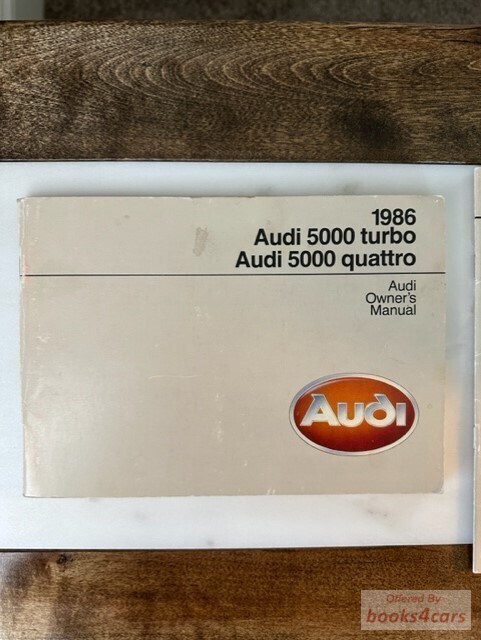 1986
Audi 5000 turbo
Audi 5000 quattro
Audi
Owner's
Manual
Audi
Offered By
books4cars